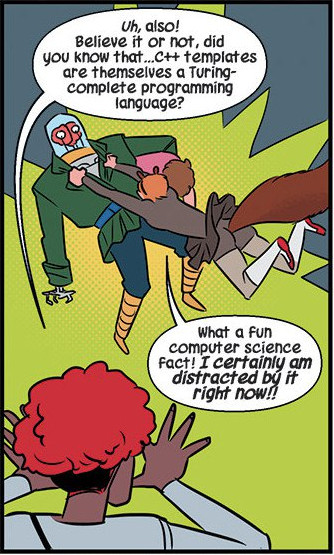 Uh, also!
Believe it or not, did
you know that...C++ templates
are themselves a Turing-
complete programming
language?
What a fun
computer science
fact! I certainly am
distracted by it
right now!!